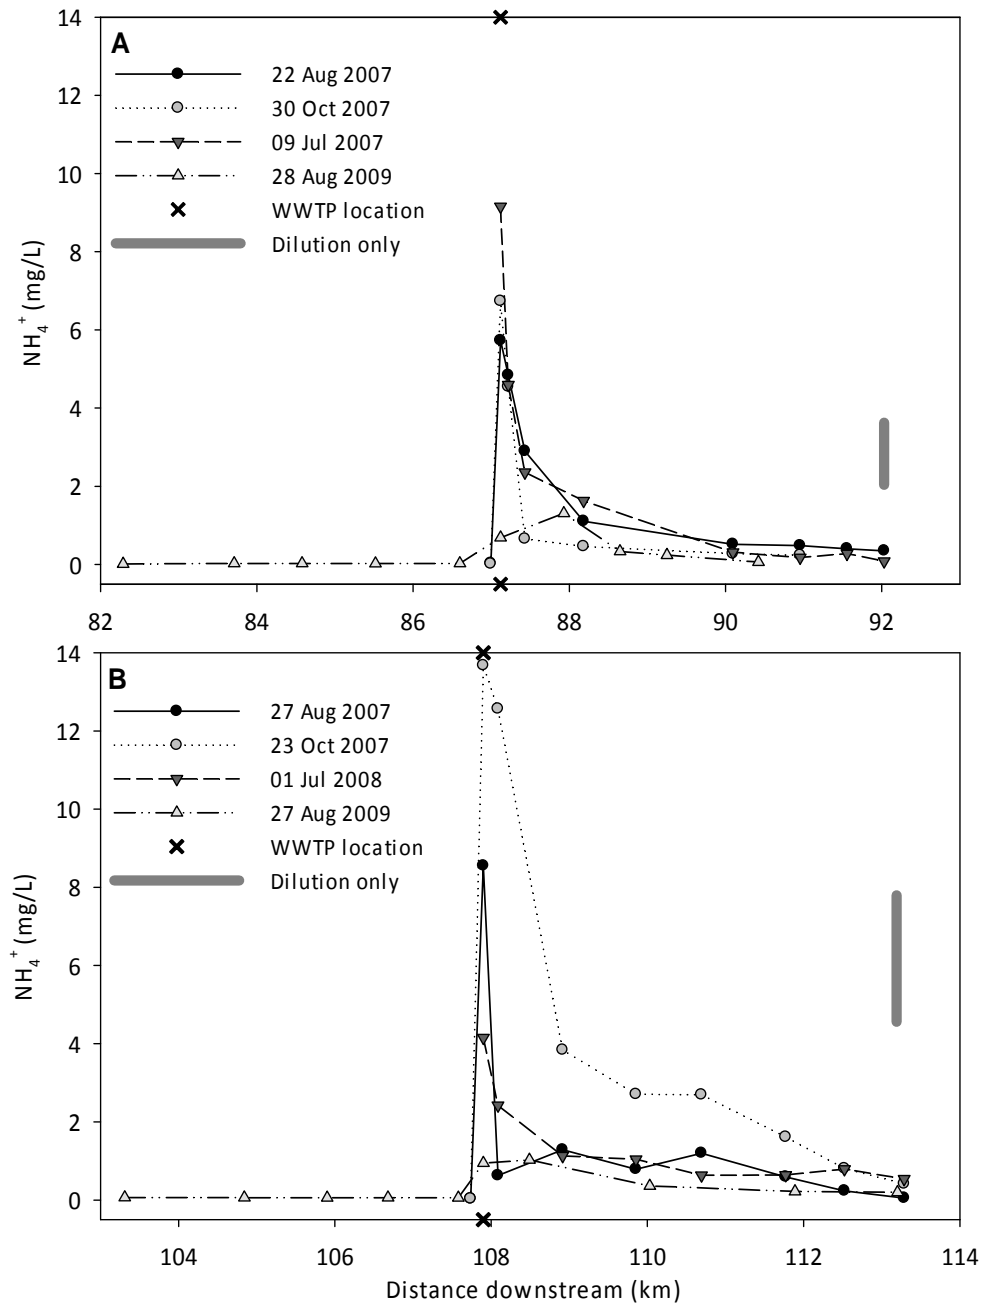 14
A
22 Aug 2007
12
30 Oct 2007
09 Jul 2007
10
28 Aug 2009
WWTP location
Dilution only
8
NH4+ (mg/L)
6
4
2
0
82 84 86 88 90 92
14
B
27 Aug 2007
12
23 Oct 2007
01 Jul 2008
10
27 Aug 2009
WWTP location
Dilution only
8
NH4+ (mg/L)
6
4
2
0
104 106 108 110 112 114
Distance downstream (km)